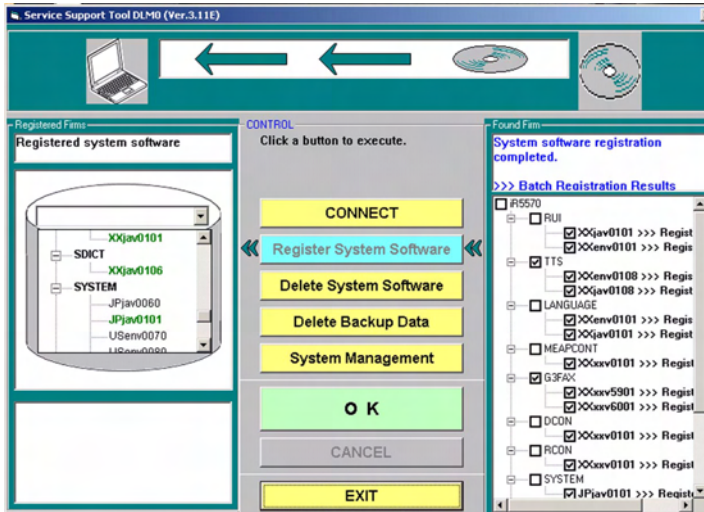 Service Support Tool DLM0 (Ver.3.11E)
Registered Firms
Registered system software
XXjav0101
SDICT
XXjav0106
SYSTEM
JPjav0060
JPjav0101
USenv0070
USenv0080
CONTROL
Click a button to execute.
CONNECT
Register System Software
Delete System Software
Delete Backup Data
System Management
O K
CANCEL
EXIT
Found Firm
System software registration
completed.
>>> Batch Registration Results
iR5570
RUI
XXjav0101 >>> Regist
XXenv0101 >>> Regis
TTS
XXenv0108 >>> Regis
XXjav0108 >>> Regist
LANGUAGE
XXenv0101 >>> Regis
XXjav0101 >>> Regist
MEAPCONT
XXxxv0101 >>> Regist
G3FAX
XXxxv5901 >>> Regist
XXxxv6001 >>> Regist
DCON
XXxxv0101 >>> Regist
RCON
XXxxv0101 >>> Regist
SYSTEM
JPjav0101 >>> Registe